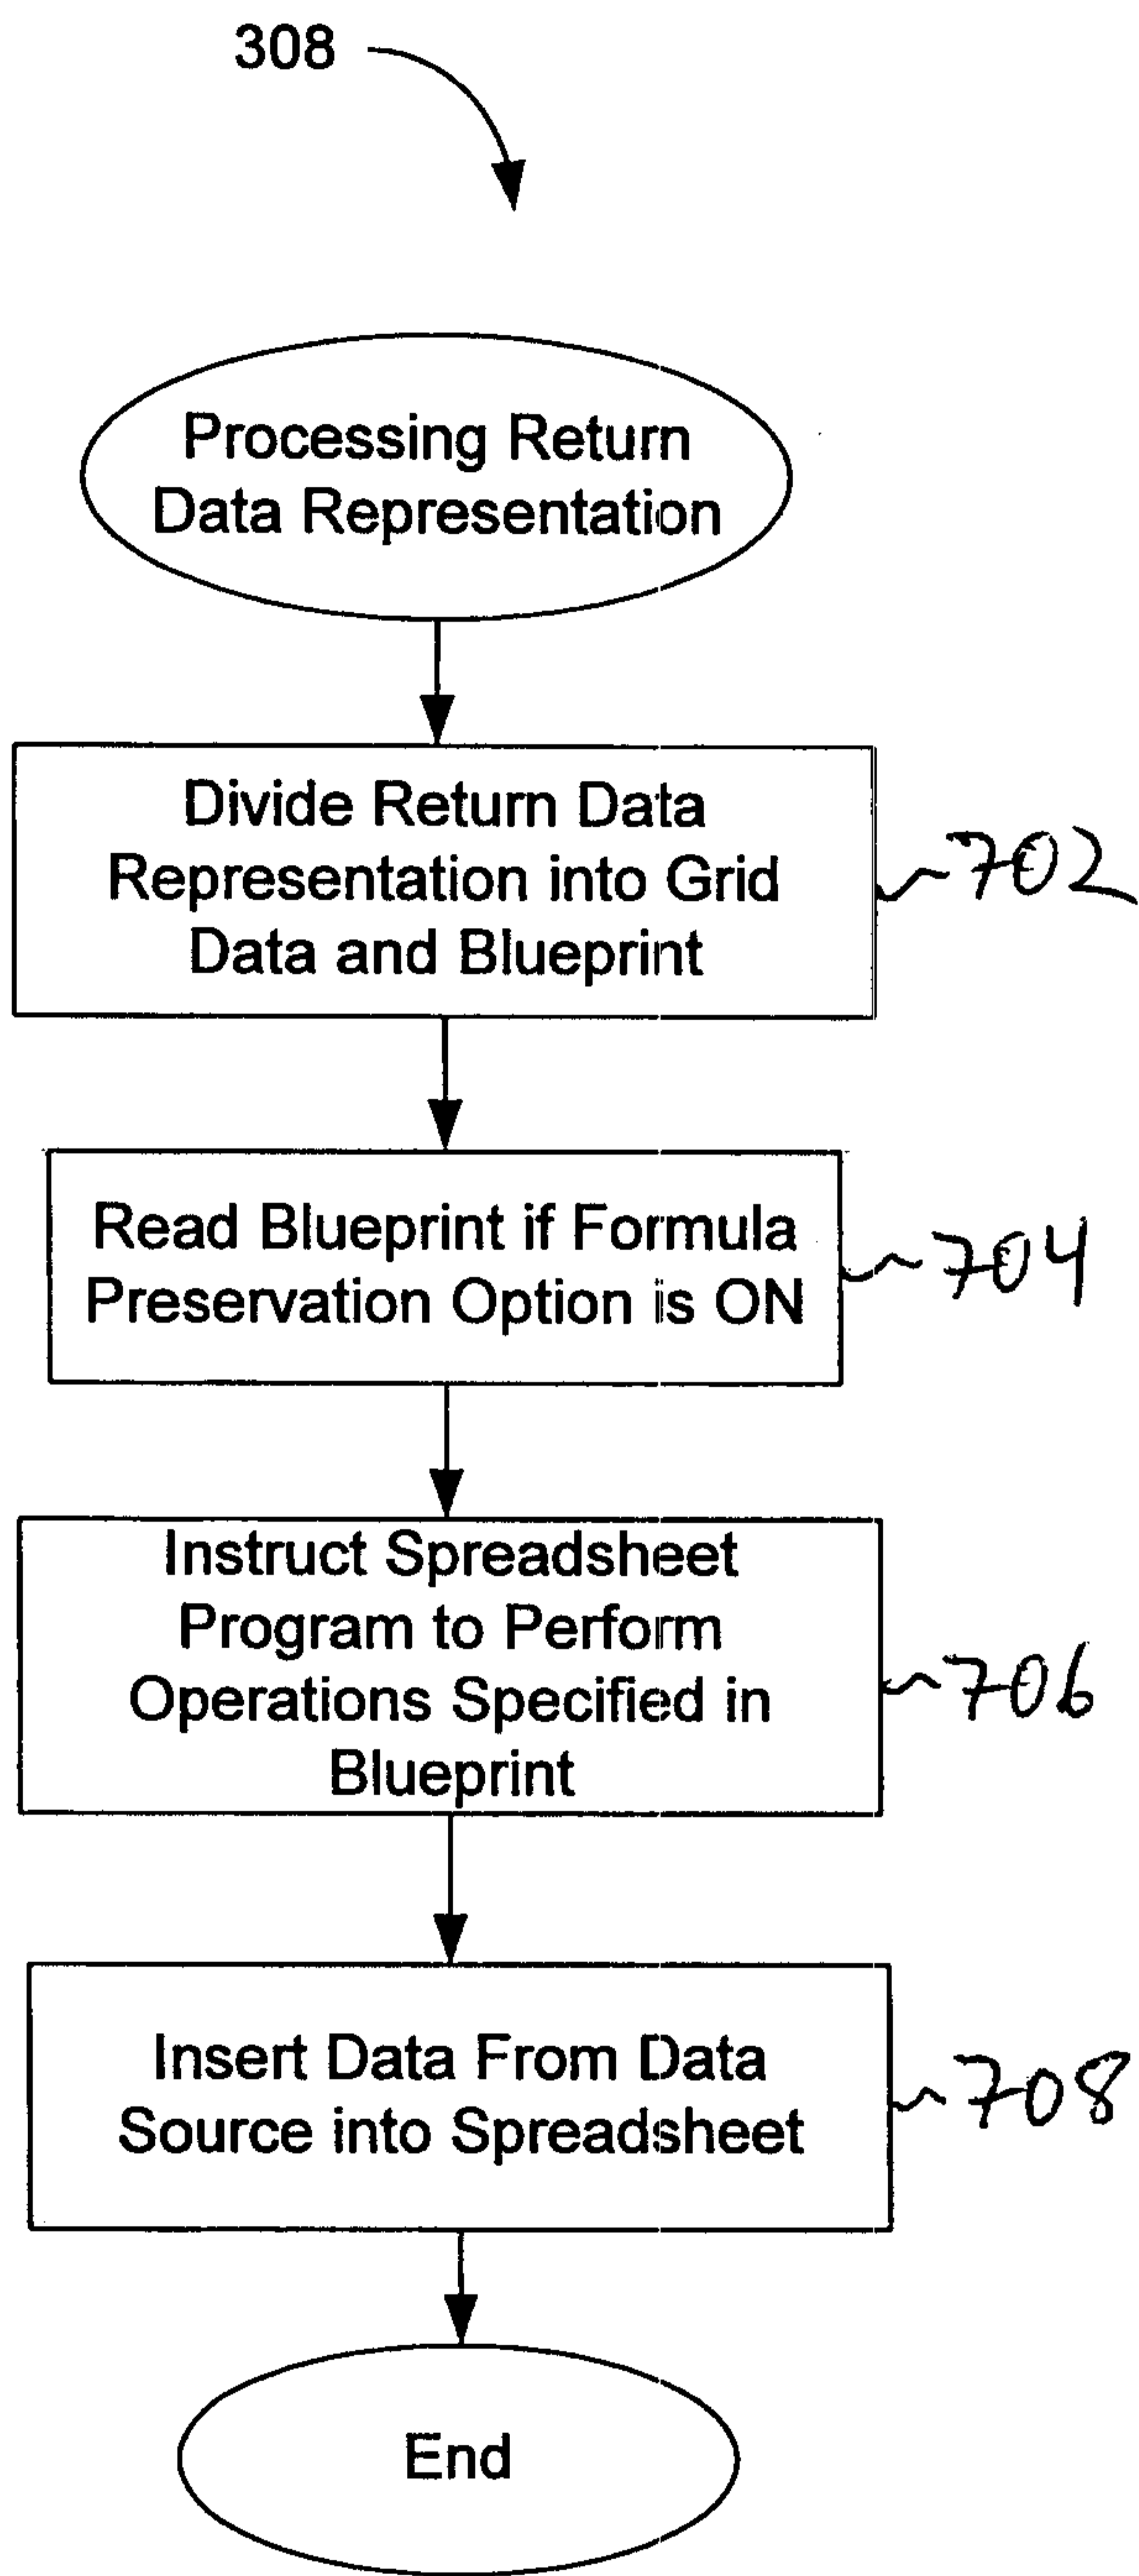 308
Processing Return
Data Representation
Divide Return Data
Representation into Grid
Data and Blueprint
702
Read Blueprint if Formula
Preservation Option is ON
704
Instruct Spreadsheet
Program to Perform
Operations Specified in
Blueprint
706
Insert Data From Data
Source into Spreadsheet
708
End